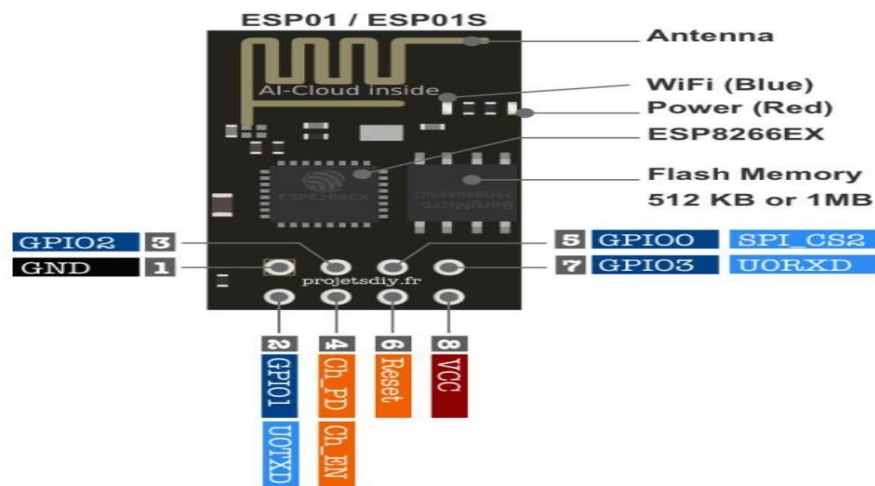 ESP01 / ESP01S
Antenna
AI-Cloud inside
WiFi (Blue)
Power (Red)
ESP8266EX
ESP8266EX
BergMicro
Flash Memory
512 KB or 1MB
GPIO2 3
5 GPIO0 SPI_CS2
GND 1
7 GPIO3 U0RXD
projetsdiy.fr
2 GPIO1 U0TXD
4 Ch_PD Ch_EN
6 Reset
8 VCC